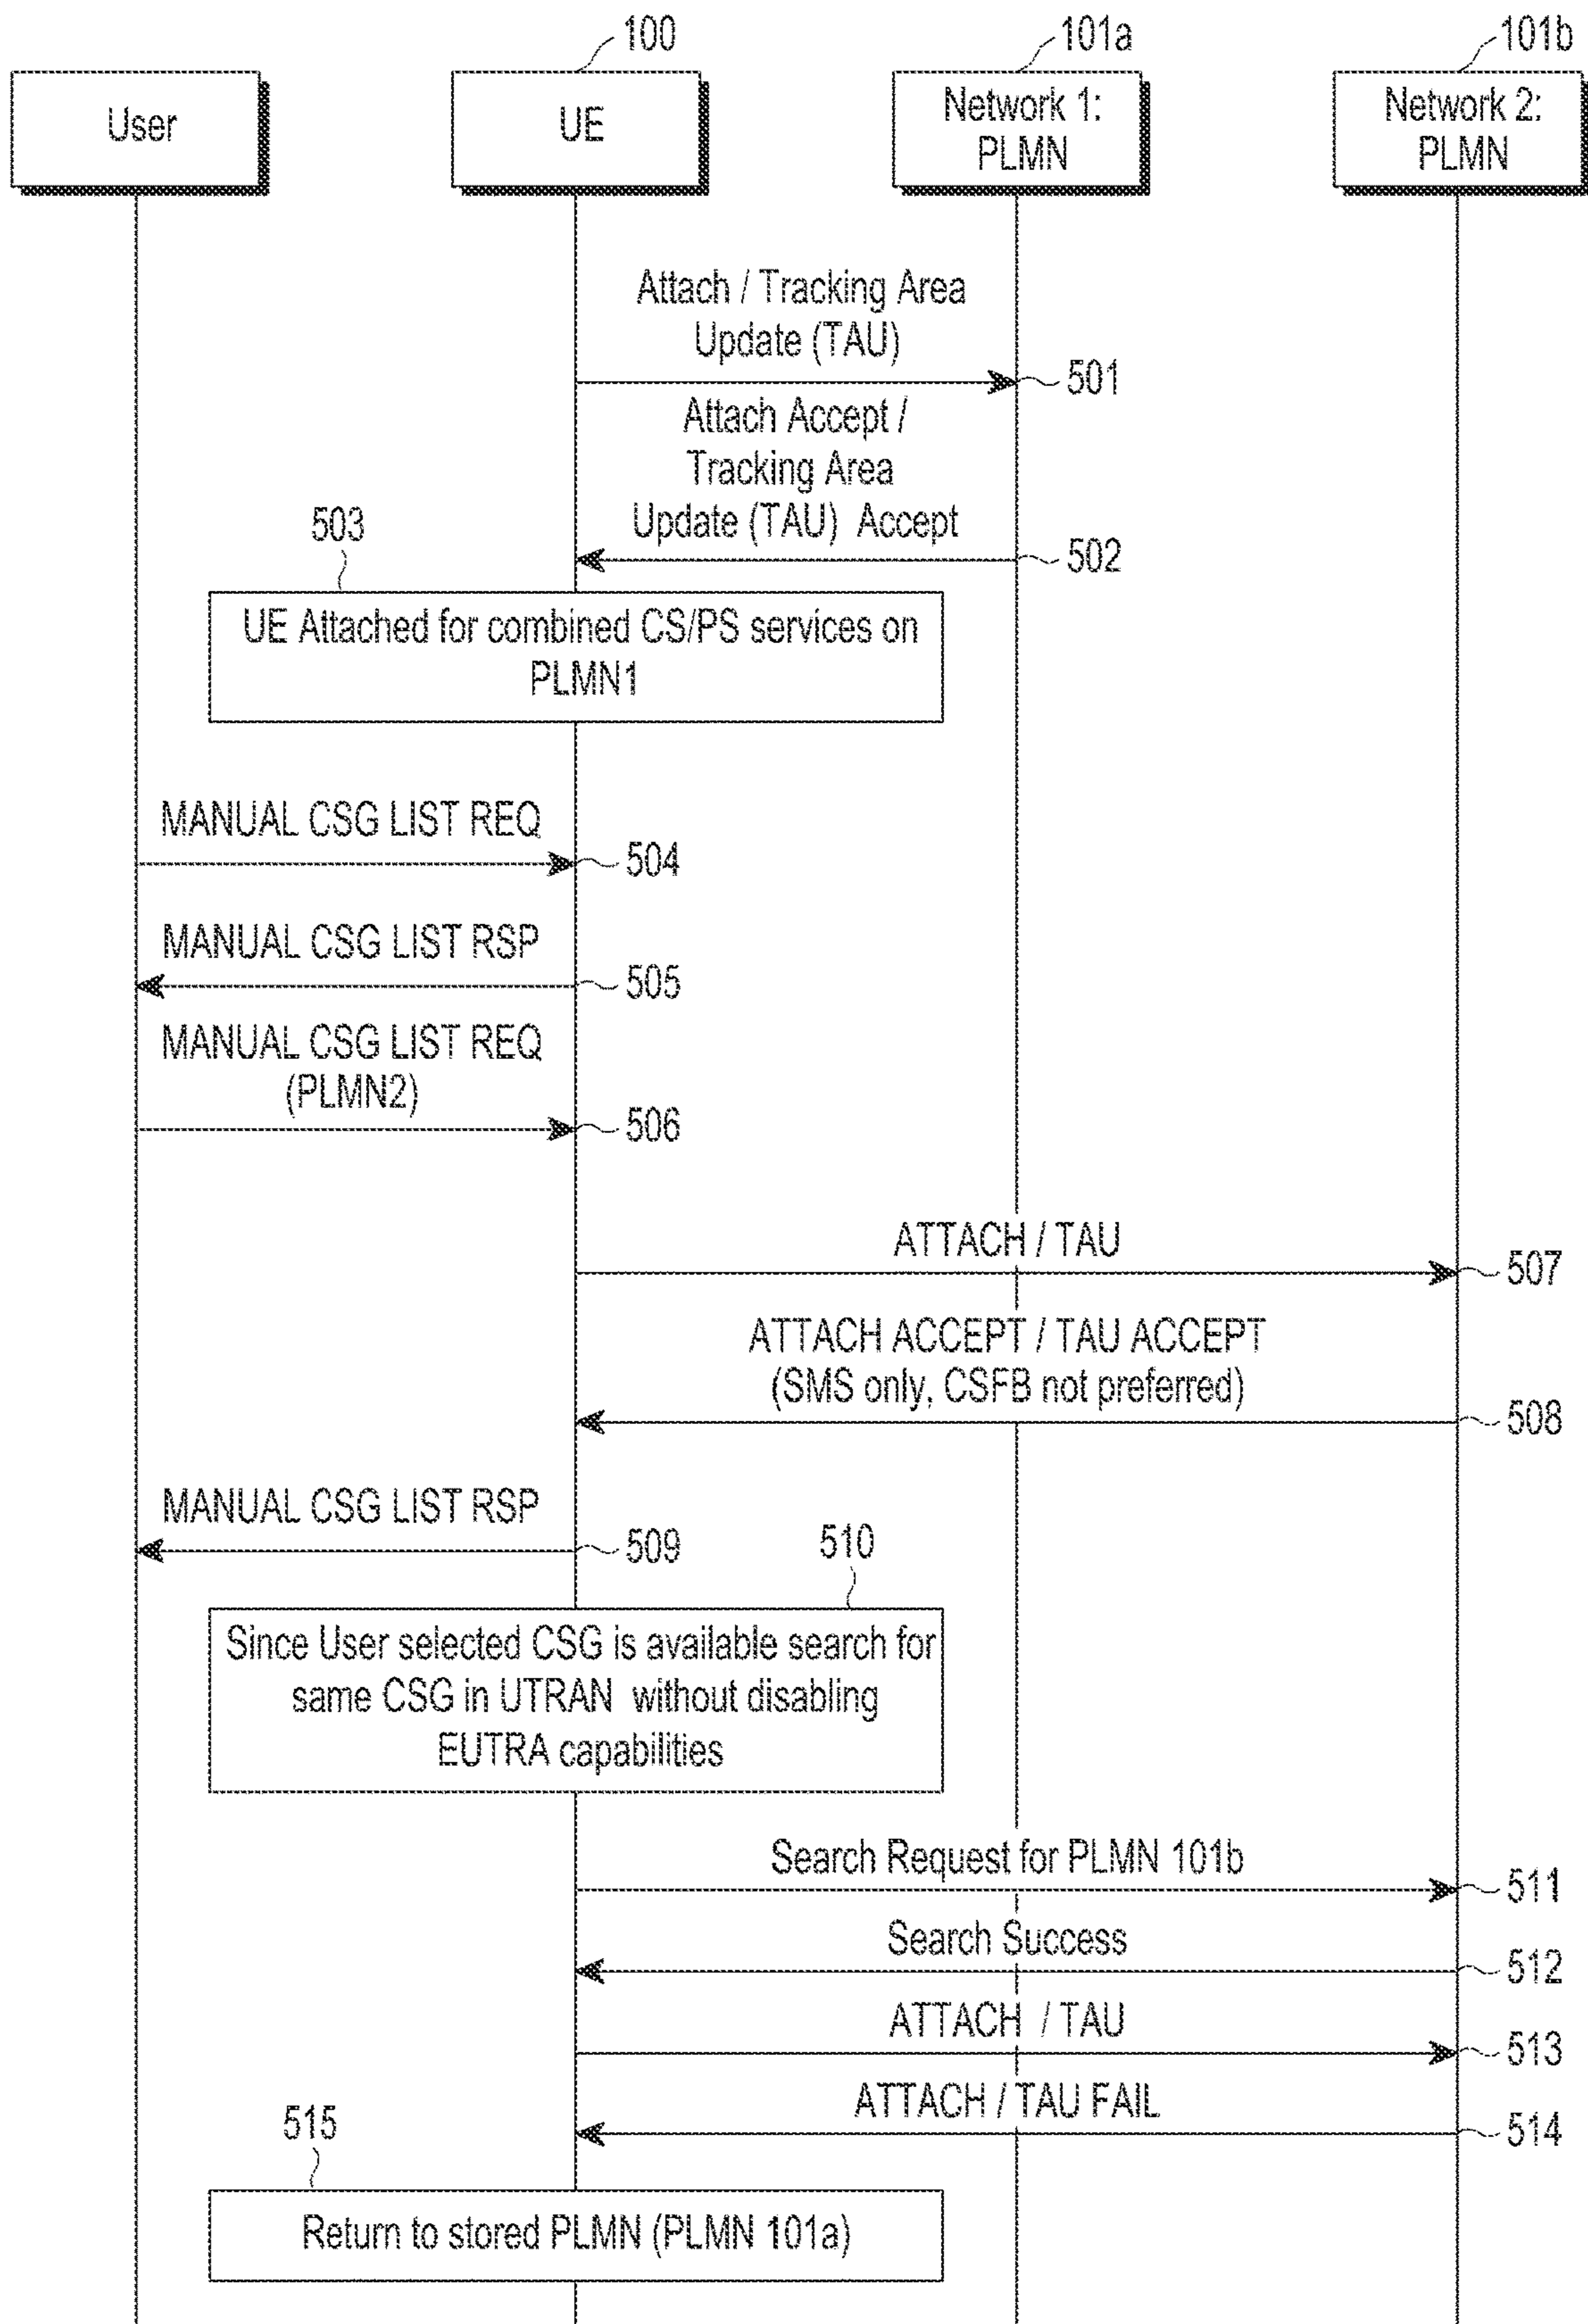 100
101a
101b
User
UE
Network 1:
PLMN
Network 2:
PLMN
Attach / Tracking Area
Update (TAU)
501
Attach Accept /
Tracking Area
Update (TAU) Accept
502
503
UE Attached for combined CS/PS services on
PLMN1
MANUAL CSG LIST REQ
504
MANUAL CSG LIST RSP
505
MANUAL CSG LIST REQ
(PLMN2)
506
ATTACH / TAU
507
ATTACH ACCEPT / TAU ACCEPT
(SMS only, CSFB not preferred)
508
MANUAL CSG LIST RSP
509
510
Since User selected CSG is available search for
same CSG in UTRAN without disabling
EUTRA capabilities
Search Request for PLMN 101b
511
Search Success
512
ATTACH / TAU
513
ATTACH / TAU FAIL
514
515
Return to stored PLMN (PLMN 101a)